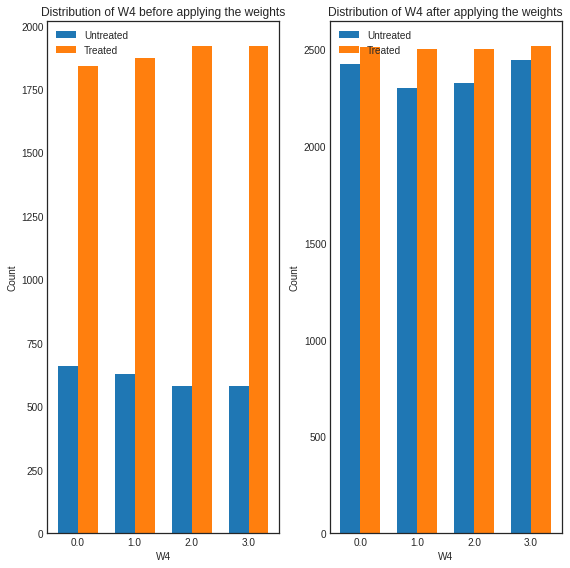 Distribution of W4 before applying the weights
Untreated
Treated
2000
1750
1500
1250
1000
750
500
250
0
Count
0.0 1.0 2.0 3.0
W4
Distribution of W4 after applying the weights
Untreated
Treated
2500
2000
1500
1000
500
0
Count
0.0 1.0 2.0 3.0
W4